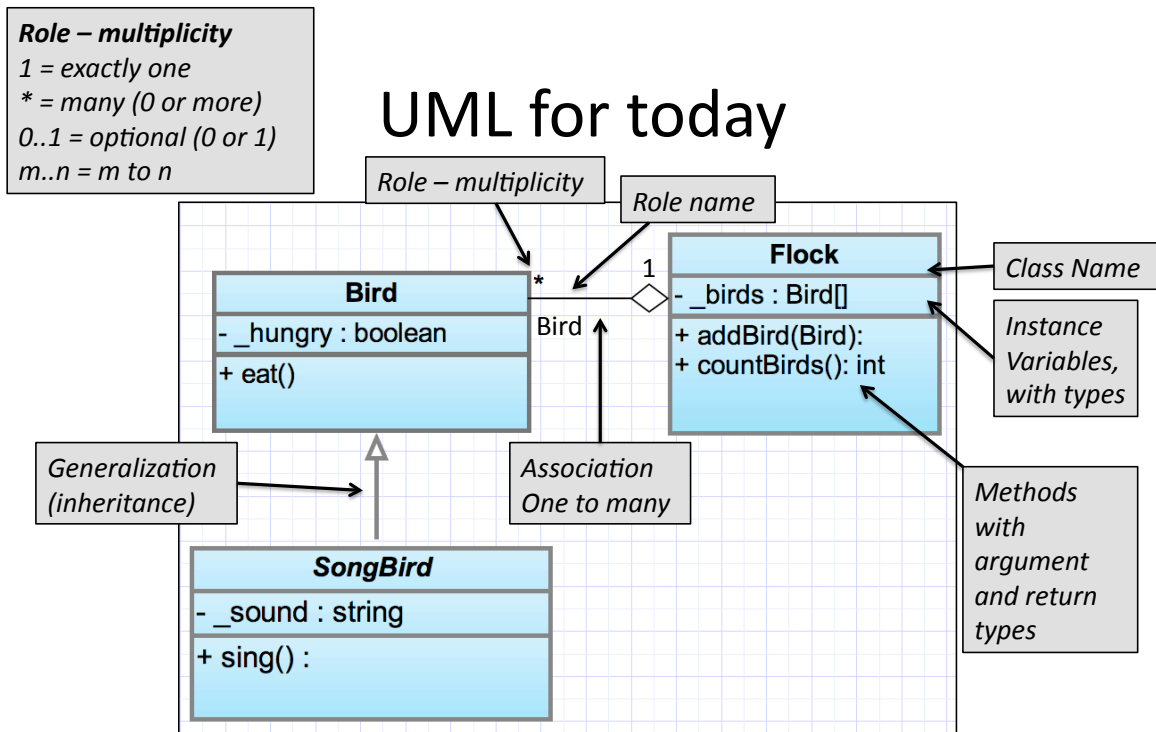 Role – multiplicity
1 = exactly one
* = many (0 or more)
0..1 = optional (0 or 1)
m..n = m to n
UML for today
Role – multiplicity
Role name
Bird
- _hungry : boolean
+ eat()
*
Bird
1
Flock
- _birds : Bird[]
+ addBird(Bird):
+ countBirds(): int
Class Name
Instance
Variables,
with types
Generalization
(inheritance)
Association
One to many
Methods
with
argument
and return
types
SongBird
- _sound : string
+ sing() :